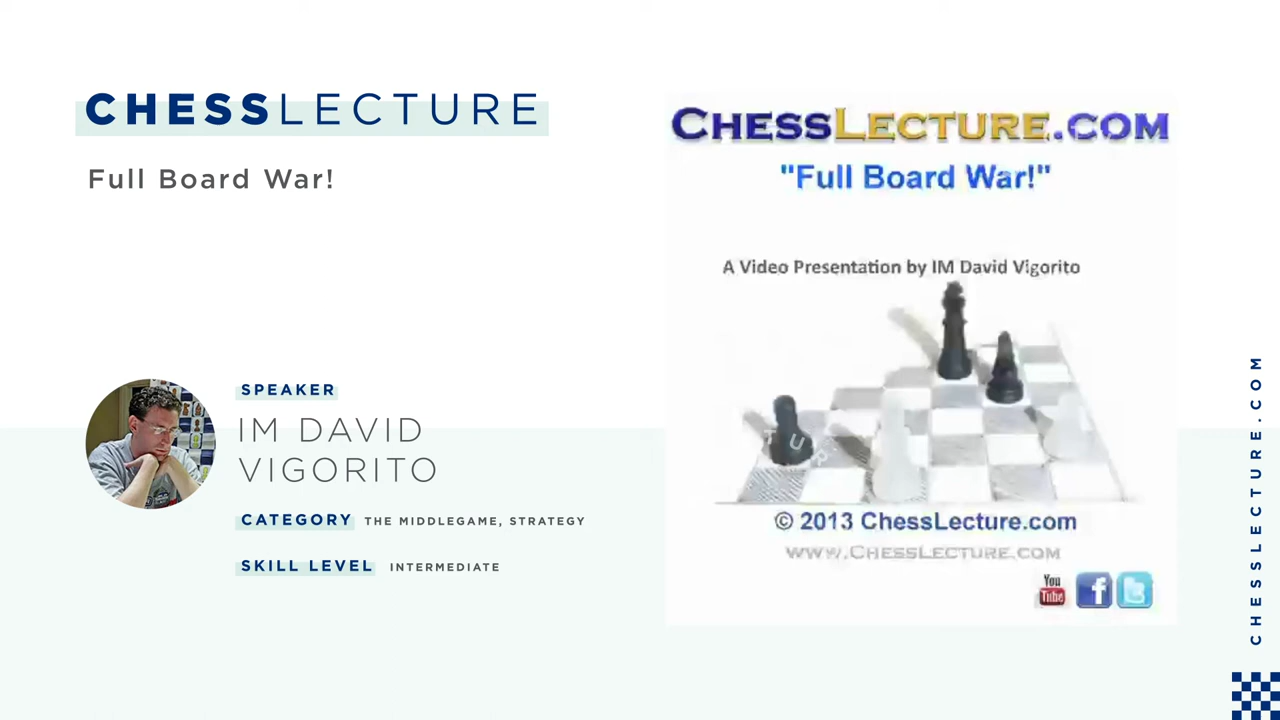 CHESSLECTURE
Full Board War!
SPEAKER
IM DAVID
VIGORITO
CATEGORY THE MIDDLEGAME, STRATEGY
SKILL LEVEL INTERMEDIATE
CHESSLECTURE.COM
"Full Board War!"
A Video Presentation by IM David Vigorito
© 2013 ChessLecture.com
WWW.CHESSLECTURE.COM
You
Tube
CHESSLECTURE.COM